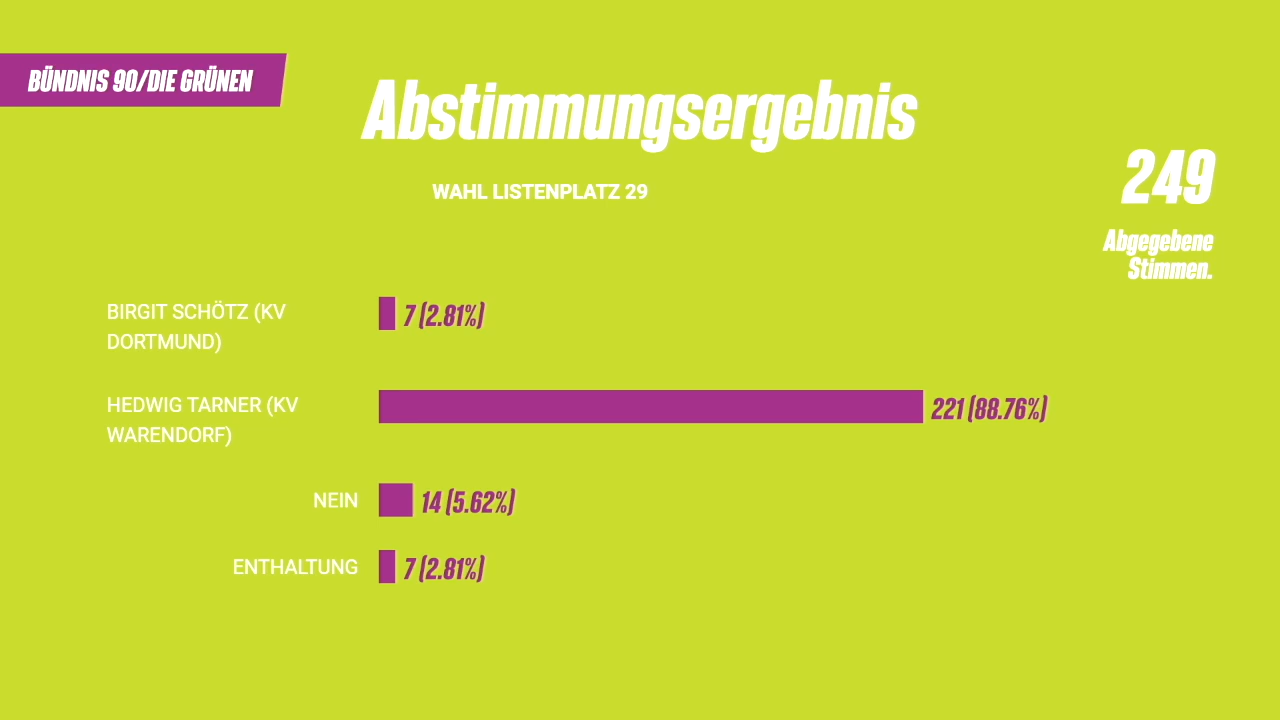 BÜNDNIS 90/DIE GRÜNEN
Abstimmungsergebnis
249
WAHL LISTENPLATZ 29
Abgegebene
Stimmen.
BIRGIT SCHÖTZ (KV
DORTMUND)
7 (2.81%)
HEDWIG TARNER (KV
WARENDORF)
221 (88.76%)
NEIN
14 (5.62%)
ENTHALTUNG
7 (2.81%)